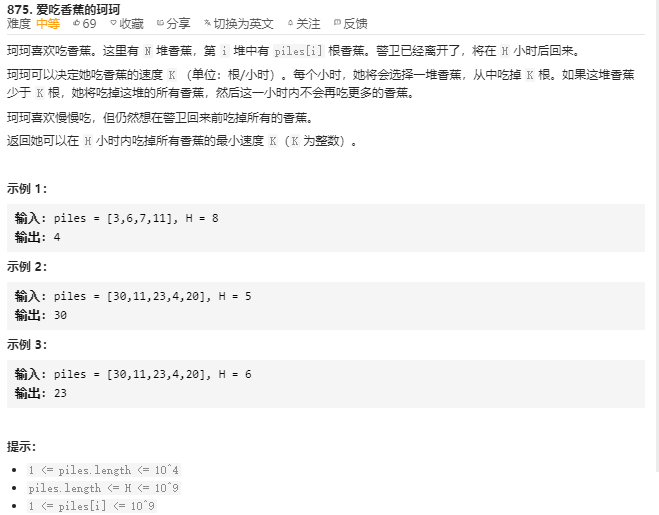 875. 爱吃香蕉的珂珂
难度 中等 69 收藏 分享 切换为英文 关注 反馈
珂珂喜欢吃香蕉。这里有 N 堆香蕉，第 i 堆中有 piles[i] 根香蕉。警卫已经离开了，将在 H 小时后回来。
珂珂可以决定她吃香蕉的速度 K （单位：根/小时）。每个小时，她将会选择一堆香蕉，从中吃掉 K 根。如果这堆香蕉
少于 K 根，她将吃掉这堆的所有香蕉，然后这一小时内不会再吃更多的香蕉。
珂珂喜欢慢慢吃，但仍然想在警卫回来前吃掉所有的香蕉。
返回她可以在 H 小时内吃掉所有香蕉的最小速度 K（K 为整数）。
示例 1：
输入: piles = [3,6,7,11], H = 8
输出: 4
示例 2：
输入: piles = [30,11,23,4,20], H = 5
输出: 30
示例 3：
输入: piles = [30,11,23,4,20], H = 6
输出: 23
提示：
• 1 <= piles.length <= 10^4
• piles.length <= H <= 10^9
• 1 <= piles[i] <= 10^9